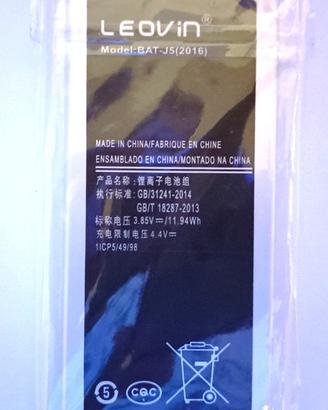 LEOVIN®
Model:BAT-J5(2016)
MADE IN CHINA/FABRIQUE EN CHINE
ENSAMBLADO EN CHINA/MONTADO NA CHINA
产品名称:锂离子电池组
执行标准:GB/31241-2014
GB/T 18287-2013
标称电压 3.85V⎓/11.94Wh
充电限制电压 4.4V⎓
1ICP5/49/98
5 CQC